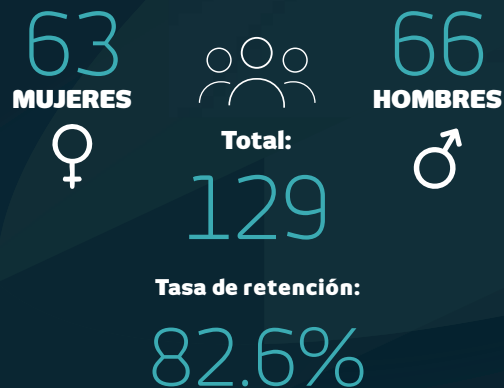 63
MUJERES
66
HOMBRES
Total:
129
Tasa de retención:
82.6%